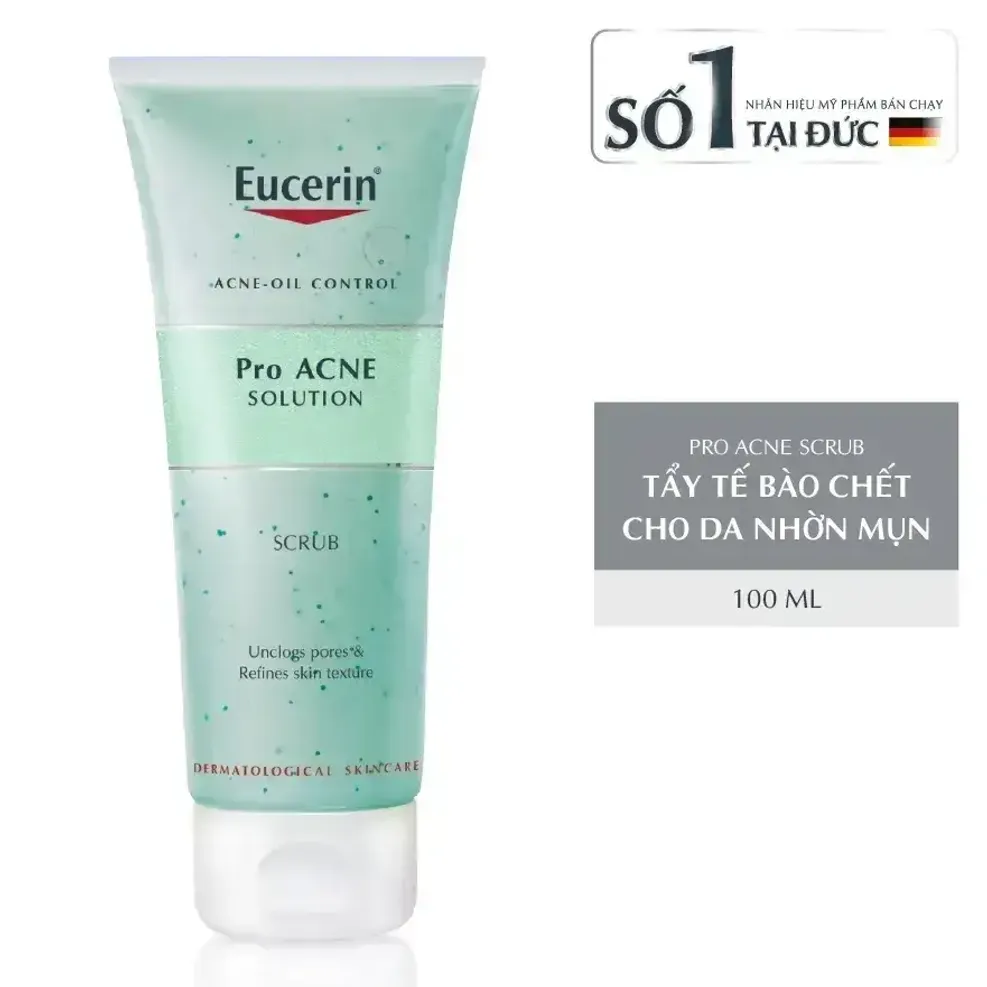 Eucerin®
ACNE-OIL CONTROL
Pro ACNE
SOLUTION
SCRUB
Unclogs pores &
Refines skin texture
DERMATOLOGICAL SKINCARE
SỐ 1
NHÃN HIỆU MỸ PHẨM BÁN CHẠY
TẠI ĐỨC
PRO ACNE SCRUB
TẨY TẾ BÀO CHẾT
CHO DA NHỜN MỤN
100 ML